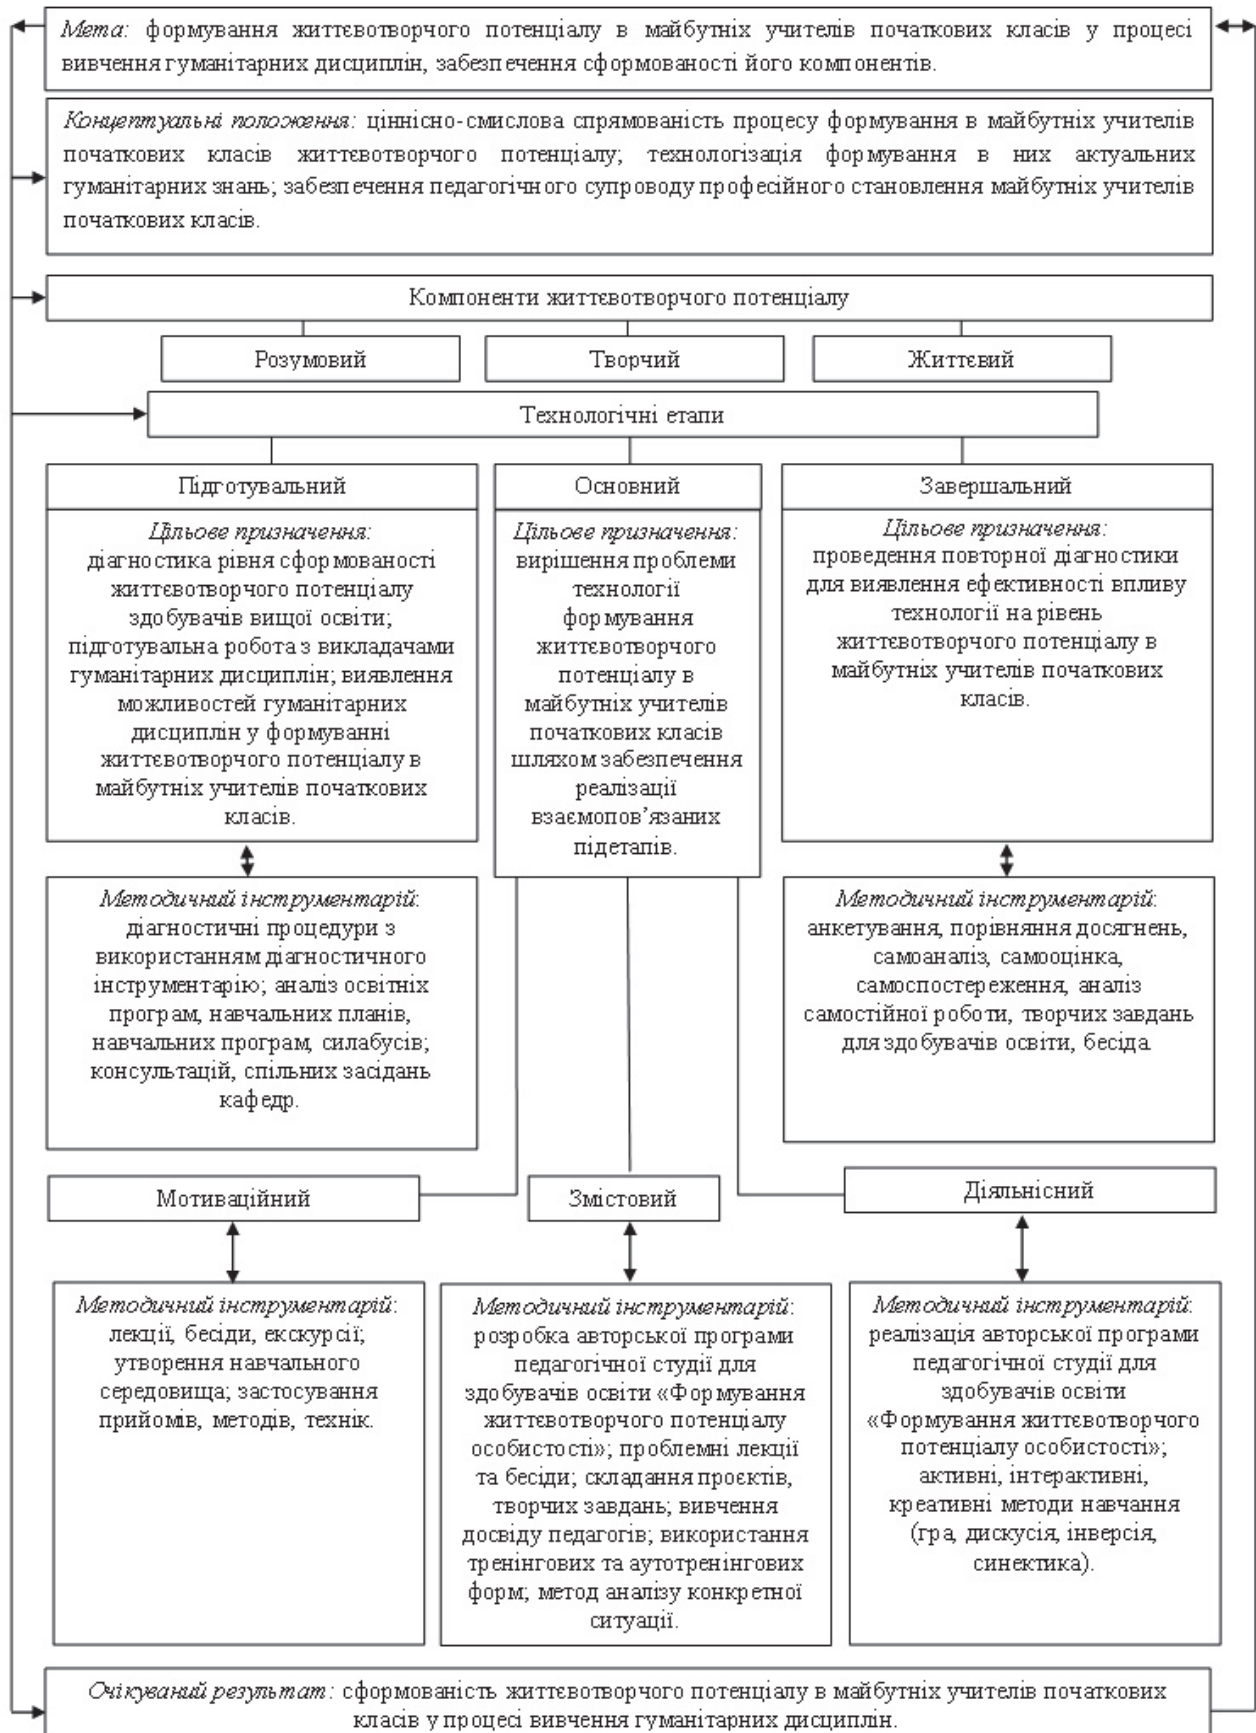 Мета: формування життєвотворчого потенціалу в майбутніх учителів початкових класів у процесі
вивчення гуманітарних дисциплін, забезпечення сформованості його компонентів.
Концептуальні положення: ціннісно-смислова спрямованість процесу формування в майбутніх учителів
початкових класів життєвотворчого потенціалу; технологізація формування в них актуальних
гуманітарних знань; забезпечення педагогічного супроводу професійного становлення майбутніх учителів
початкових класів.
Компоненти життєвотворчого потенціалу
Розумовий
Творчий
Життєвий
Технологічні етапи
Підготувальний
Цільове призначення:
діагностика рівня сформованості
життєвотворчого потенціалу
здобувачів вищої освіти;
підготувальна робота з викладачами
гуманітарних дисциплін; виявлення
можливостей гуманітарних
дисциплін у формуванні
життєвотворчого потенціалу в
майбутніх учителів початкових
класів.
Основний
Цільове призначення:
вирішення проблеми
технології
формування
життєвотворчого
потенціалу в
майбутніх учителів
початкових класів
шляхом забезпечення
реалізації
взаємопов’язаних
підетапів.
Завершальний
Цільове призначення:
проведення повторної діагностики
для виявлення ефективності впливу
технології на рівень
життєвотворчого потенціалу в
майбутніх учителів початкових
класів.
Методичний інструментарій:
діагностичні процедури з
використанням діагностичного
інструментарію; аналіз освітніх
програм, навчальних планів,
навчальних програм, силабусів;
консультацій, спільних засідань
кафедр.
Методичний інструментарій:
анкетування, порівняння досягнень,
самоаналіз, самооцінка,
самоспостереження, аналіз
самостійної роботи, творчих завдань
для здобувачів освіти, бесіда.
Мотиваційний
Змістовий
Діяльнісний
Методичний інструментарій:
лекції, бесіди, екскурсії;
утворення навчального
середовища; застосування
прийомів, методів, технік.
Методичний інструментарій:
розробка авторської програми
педагогічної студії для
здобувачів освіти «Формування
життєвотворчого потенціалу
особистості»; проблемні лекції
та бесіди; складання проєктів,
творчих завдань; вивчення
досвіду педагогів; використання
тренінгових та аутотренінгових
форм; метод аналізу конкретної
ситуації.
Методичний інструментарій:
реалізація авторської програми
педагогічної студії для
здобувачів освіти
«Формування життєвотворчого
потенціалу особистості»;
активні, інтерактивні,
креативні методи навчання
(гра, дискусія, інверсія,
синектика).
Очікуваний результат: сформованість життєвотворчого потенціалу в майбутніх учителів початкових
класів у процесі вивчення гуманітарних дисциплін.